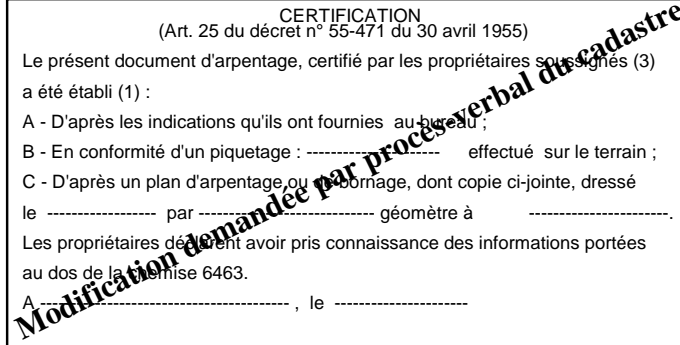 CERTIFICATION
(Art. 25 du décret n° 55-471 du 30 avril 1955)
Le présent document d'arpentage, certifié par les propriétaires soussignés (3)
a été établi (1) :
A - D'après les indications qu'ils ont fournies au bureau ;
B - En conformité d'un piquetage : --------------------- effectué sur le terrain ;
C - D'après un plan d'arpentage ou de bornage, dont copie ci-jointe, dressé
le ----------------- par --------------------------- géomètre à ----------------------.
Les propriétaires déclarent avoir pris connaissance des informations portées
au dos de la chemise 6463.
A --------------------------------------- , le ---------------------
Modification demandée par procès-verbal du cadastre